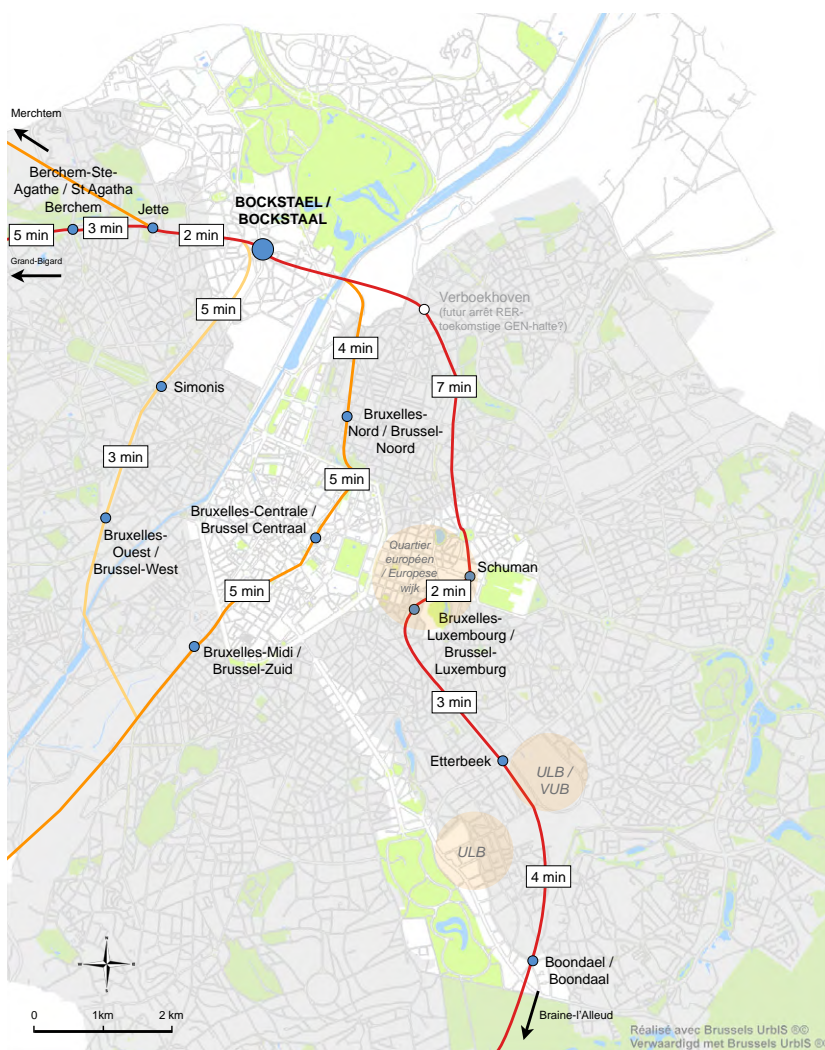 Merchtem
Berchem-Ste-
Agathe / St Agatha
Berchem
Jette
BOCKSTAEL /
BOCKSTAAL
5 min
3 min
2 min
Grand-Bigard
5 min
Verboekhoven
(futur arrêt RER-
toekomstige GEN-halte?)
4 min
7 min
Simonis
Bruxelles-
Nord / Brussel-
Noord
3 min
5 min
Bruxelles-Centrale /
Brussel Centraal
Bruxelles-
Ouest /
Brussel-West
Quartier
européen
/ Europese
wijk
Schuman
2 min
5 min
Bruxelles-
Luxembourg /
Brussel-
Luxemburg
Bruxelles-Midi /
Brussel-Zuid
3 min
Etterbeek
ULB /
VUB
ULB
4 min
Boondael /
Boondaal
N
W
E
S
0
1km
2 km
Braine-l'Alleud
Réalisé avec Brussels UrbIS ®©
Verwaardigd met Brussels UrbIS ®©